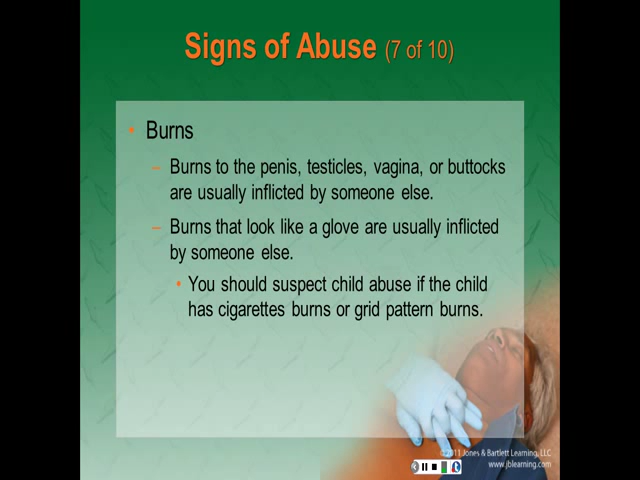 Signs of Abuse (7 of 10)
• Burns
– Burns to the penis, testicles, vagina, or buttocks
are usually inflicted by someone else.
– Burns that look like a glove are usually inflicted
by someone else.
• You should suspect child abuse if the child
has cigarettes burns or grid pattern burns.
©2011 Jones & Bartlett Learning, LLC
www.jblearning.com